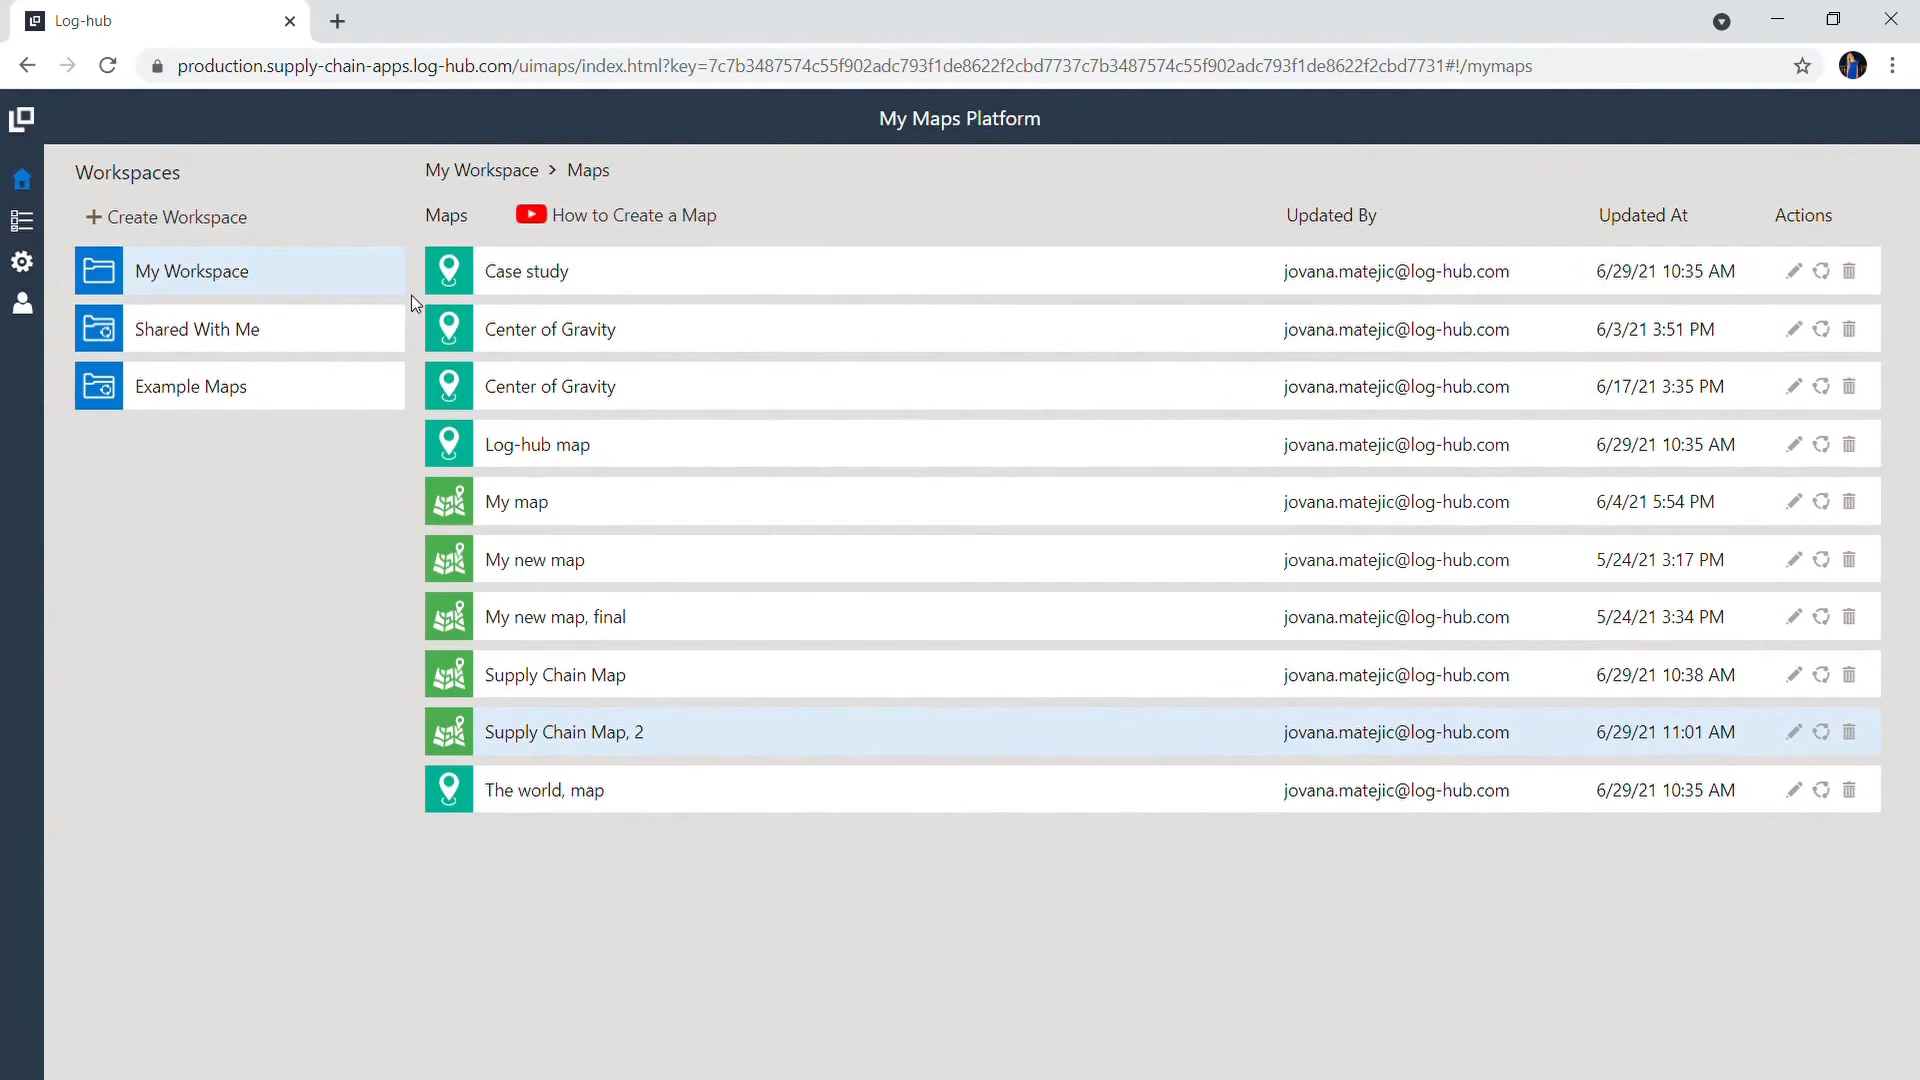 Log-hub
production.supply-chain-apps.log-hub.com/uimaps/index.html?key=7c7b3487574c55f902adc793f1de8622f2cbd7737c7b3487574c55f902adc793f1de8622f2cbd7731#!/mymaps
My Maps Platform
Workspaces
+ Create Workspace
My Workspace
Shared With Me
Example Maps
My Workspace > Maps
Maps How to Create a Map Updated By Updated At Actions
Case study jovana.matejic@log-hub.com 6/29/21 10:35 AM
Center of Gravity jovana.matejic@log-hub.com 6/3/21 3:51 PM
Center of Gravity jovana.matejic@log-hub.com 6/17/21 3:35 PM
Log-hub map jovana.matejic@log-hub.com 6/29/21 10:35 AM
My map jovana.matejic@log-hub.com 6/4/21 5:54 PM
My new map jovana.matejic@log-hub.com 5/24/21 3:17 PM
My new map, final jovana.matejic@log-hub.com 5/24/21 3:34 PM
Supply Chain Map jovana.matejic@log-hub.com 6/29/21 10:38 AM
Supply Chain Map, 2 jovana.matejic@log-hub.com 6/29/21 11:01 AM
The world, map jovana.matejic@log-hub.com 6/29/21 10:35 AM